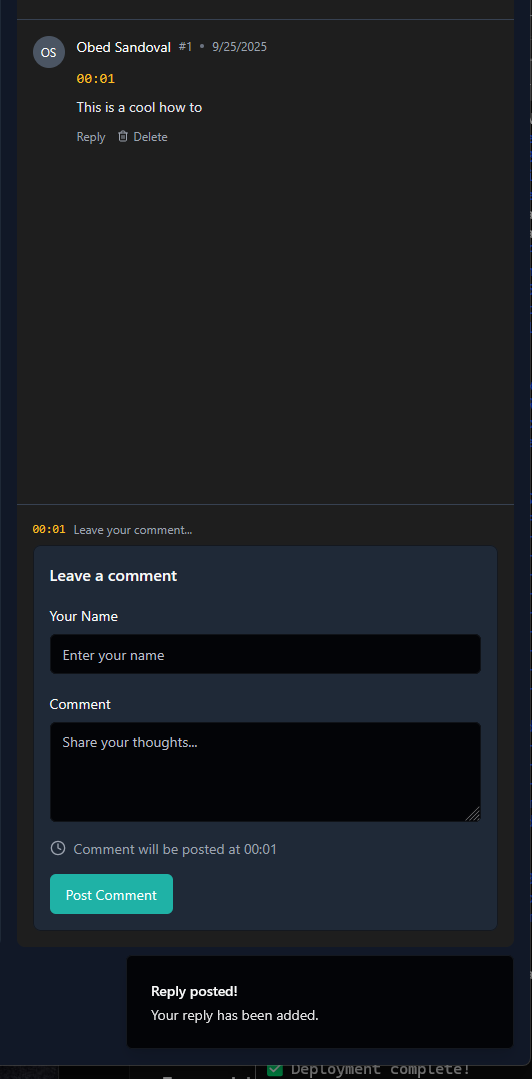 OS Obed Sandoval #1 • 9/25/2025
00:01
This is a cool how to
Reply Delete
00:01 Leave your comment...
Leave a comment
Your Name
Enter your name
Comment
Share your thoughts...
Comment will be posted at 00:01
Post Comment
Reply posted!
Your reply has been added.
✅ Deployment complete!